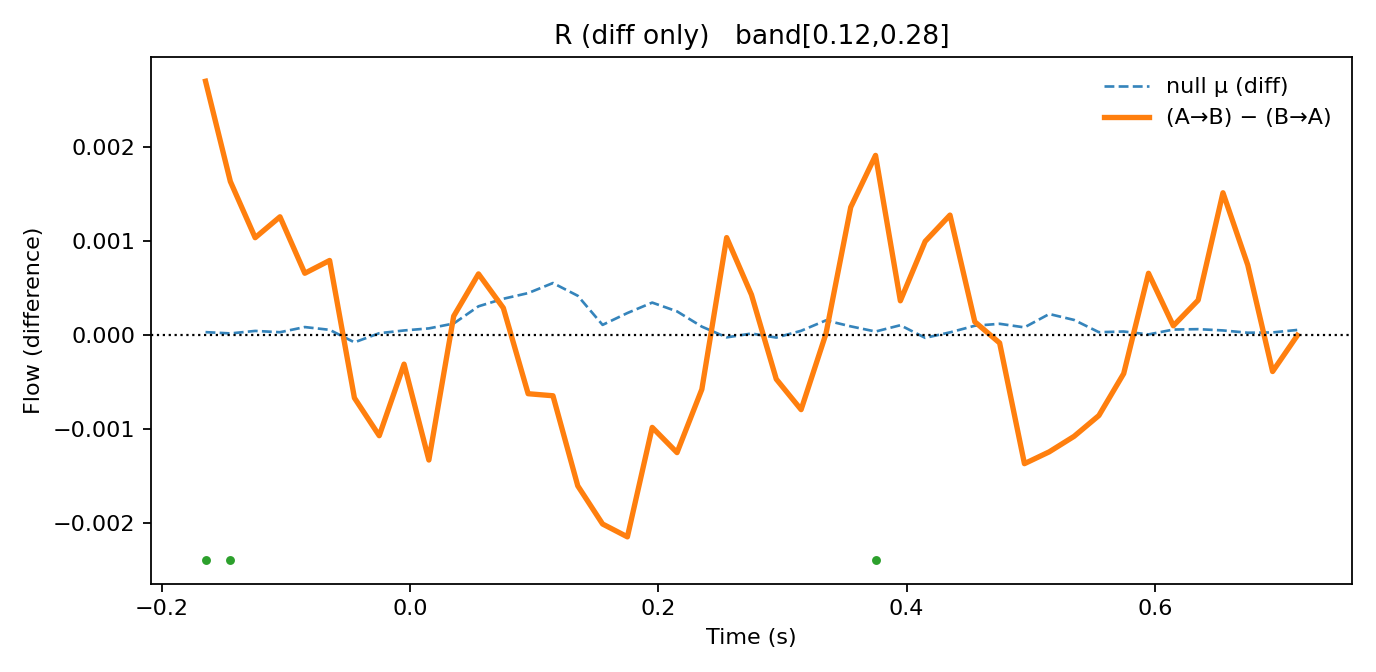 R (diff only)   band[0.12,0.28]
null μ (diff)
(A→B) − (B→A)
Flow (difference)
0.002
0.001
0.000
−0.001
−0.002
−0.2
0.0
0.2
0.4
0.6
Time (s)